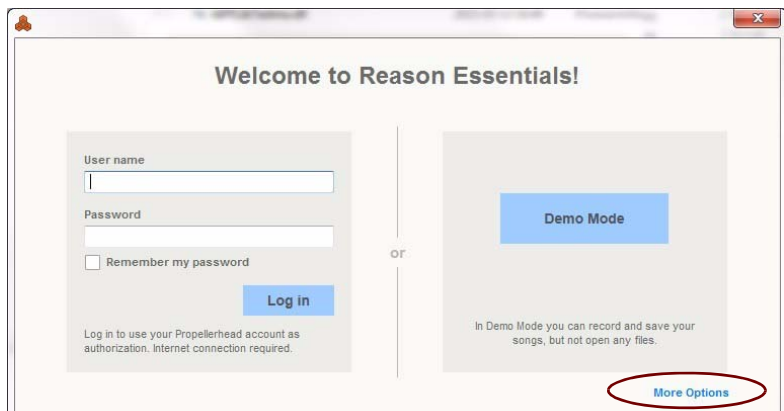 Welcome to Reason Essentials!
User name
Password
Remember my password
Log in
Log in to use your Propellerhead account as
authorization. Internet connection required.
or
Demo Mode
In Demo Mode you can record and save your
songs, but not open any files.
More Options